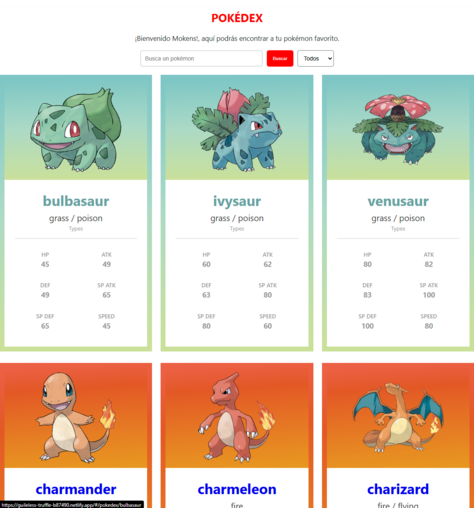 POKÉDEX
¡Bienvenido Mokens!, aquí podrás encontrar a tu pokémon favorito.
Busca un pokémon Buscar Todos
bulbasaur ivysaur venusaur
grass / poison grass / poison grass / poison
Types Types Types
HP ATK HP ATK HP ATK
45 49 60 62 80 82
DEF SP ATK DEF SP ATK DEF SP ATK
49 65 63 80 83 100
SP DEF SPEED SP DEF SPEED SP DEF SPEED
65 45 80 60 100 80
charmander charmeleon charizard
fire fire / flying
https://guileless-truffle-b87490.netlify.app/#/pokedex/bulbasaur